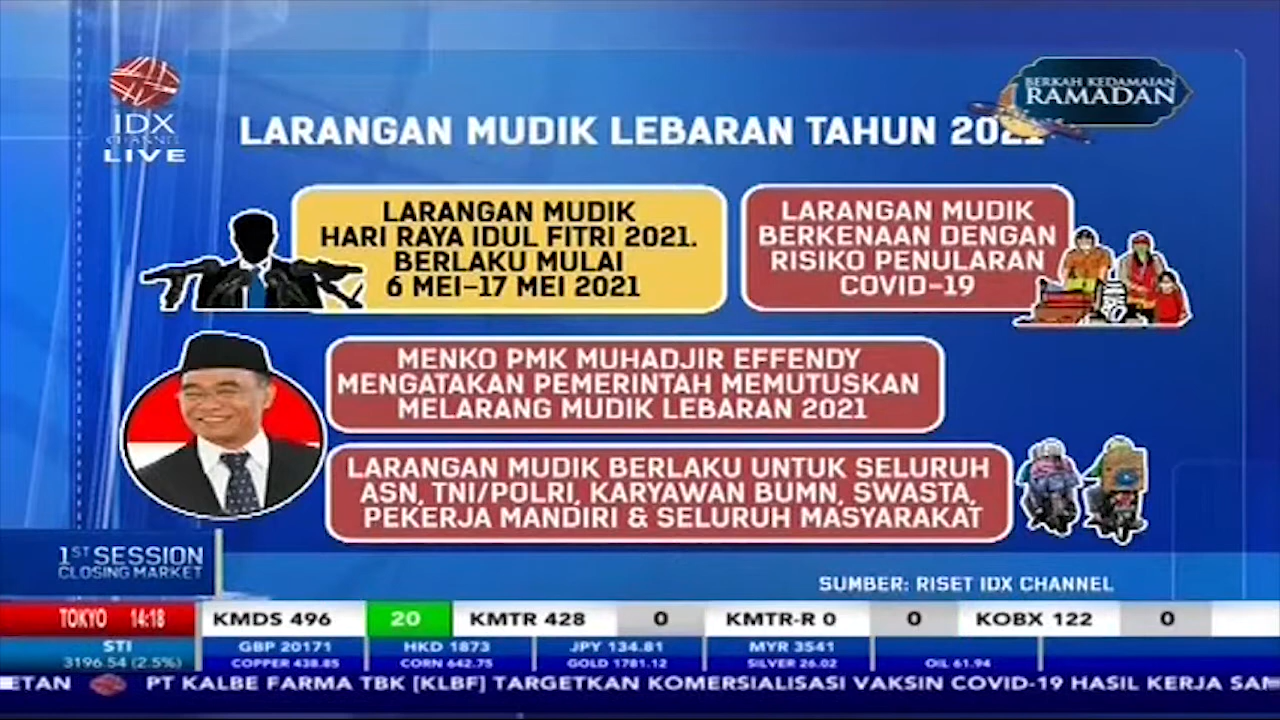 IDX
CHANNEL
LIVE
BERKAH KEDAMAIAN
RAMADAN
LARANGAN MUDIK LEBARAN TAHUN 2021
LARANGAN MUDIK
HARI RAYA IDUL FITRI 2021.
BERLAKU MULAI
6 MEI-17 MEI 2021
LARANGAN MUDIK
BERKENAAN DENGAN
RISIKO PENULARAN
COVID-19
MENKO PMK MUHADJIR EFFENDY
MENGATAKAN PEMERINTAH MEMUTUSKAN
MELARANG MUDIK LEBARAN 2021
LARANGAN MUDIK BERLAKU UNTUK SELURUH
ASN, TNI/POLRI, KARYAWAN BUMN, SWASTA,
PEKERJA MANDIRI & SELURUH MASYARAKAT
1ST SESSION
CLOSING MARKET
SUMBER: RISET IDX CHANNEL
TOKYO 14:18 KMDS 496 20 KMTR 428 0 KMTR-R 0 0 KOBX 122 0
STI GBP 20171 HKD 1873 JPY 134.81 MYR 3541
3196.54 (2.5%) COPPER 438.85 CORN 642.75 GOLD 1781.12 SILVER 26.02 OIL 61.94
ETAN PT KALBE FARMA TBK [KLBF] TARGETKAN KOMERSIALISASI VAKSIN COVID-19 HASIL KERJA SAM